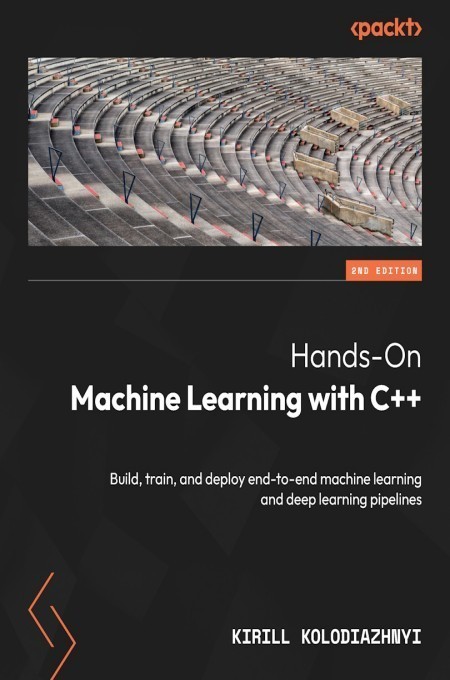 <packt>
2ND EDITION
Hands-On
Machine Learning with C++
Build, train, and deploy end-to-end machine learning
and deep learning pipelines
KIRILL KOLODIAZHNYI